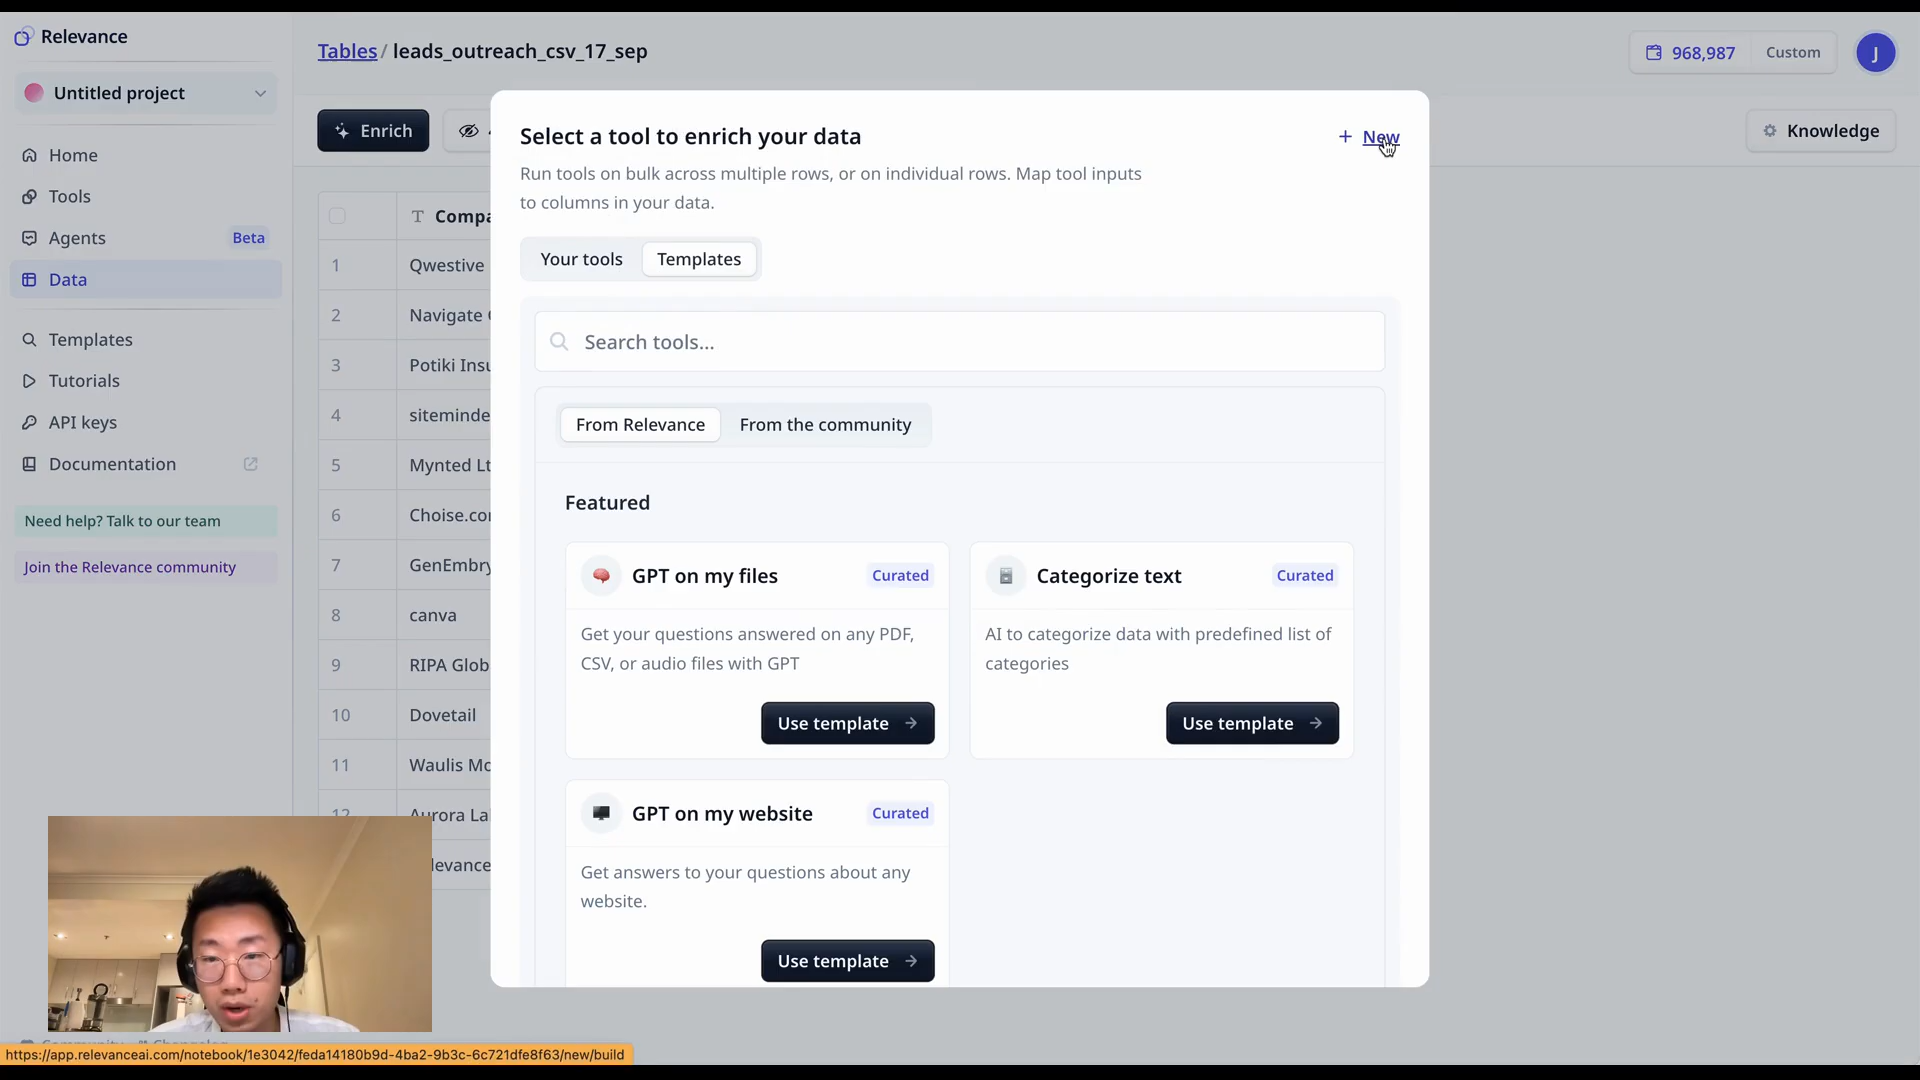 Relevance
Untitled project
Home
Tools
Agents
Beta
Data
Templates
Tutorials
API keys
Documentation
Need help? Talk to our team
Join the Relevance community
Tables / leads_outreach_csv_17_sep
968,987
Custom
J
Enrich
Knowledge
T Compa
1 Qwestive
2 Navigate
3 Potiki Insu
4 siteminde
5 Mynted Lt
6 Choise.co
7 GenEmbry
8 canva
9 RIPA Glob
10 Dovetail
11 Waulis Mc
12 Aurora La
levance
Select a tool to enrich your data
+ New
Run tools on bulk across multiple rows, or on individual rows. Map tool inputs
to columns in your data.
Your tools
Templates
Search tools...
From Relevance
From the community
Featured
GPT on my files
Curated
Get your questions answered on any PDF,
CSV, or audio files with GPT
Use template →
Categorize text
Curated
AI to categorize data with predefined list of
categories
Use template →
GPT on my website
Curated
Get answers to your questions about any
website.
Use template →
Community
Changelog
https://app.relevanceai.com/notebook/1e3042/feda14180b9d-4ba2-9b3c-6c721dfe8f63/new/build